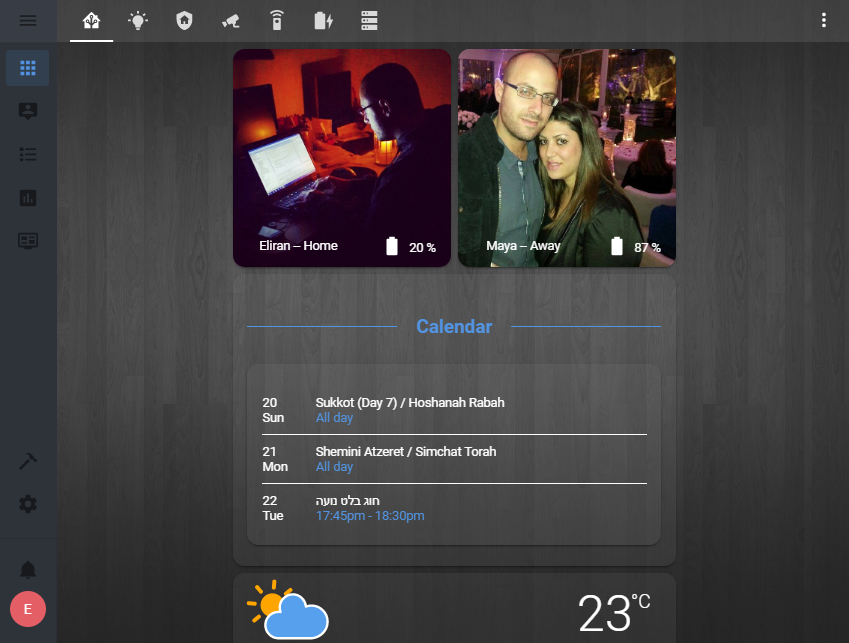 Eliran – Home
20 %
Maya – Away
87 %
Calendar
20
Sukkot (Day 7) / Hoshanah Rabah
Sun
All day
21
Shemini Atzeret / Simchat Torah
Mon
All day
22
חוג בלט נועה
Tue
17:45pm - 18:30pm
E
23°C